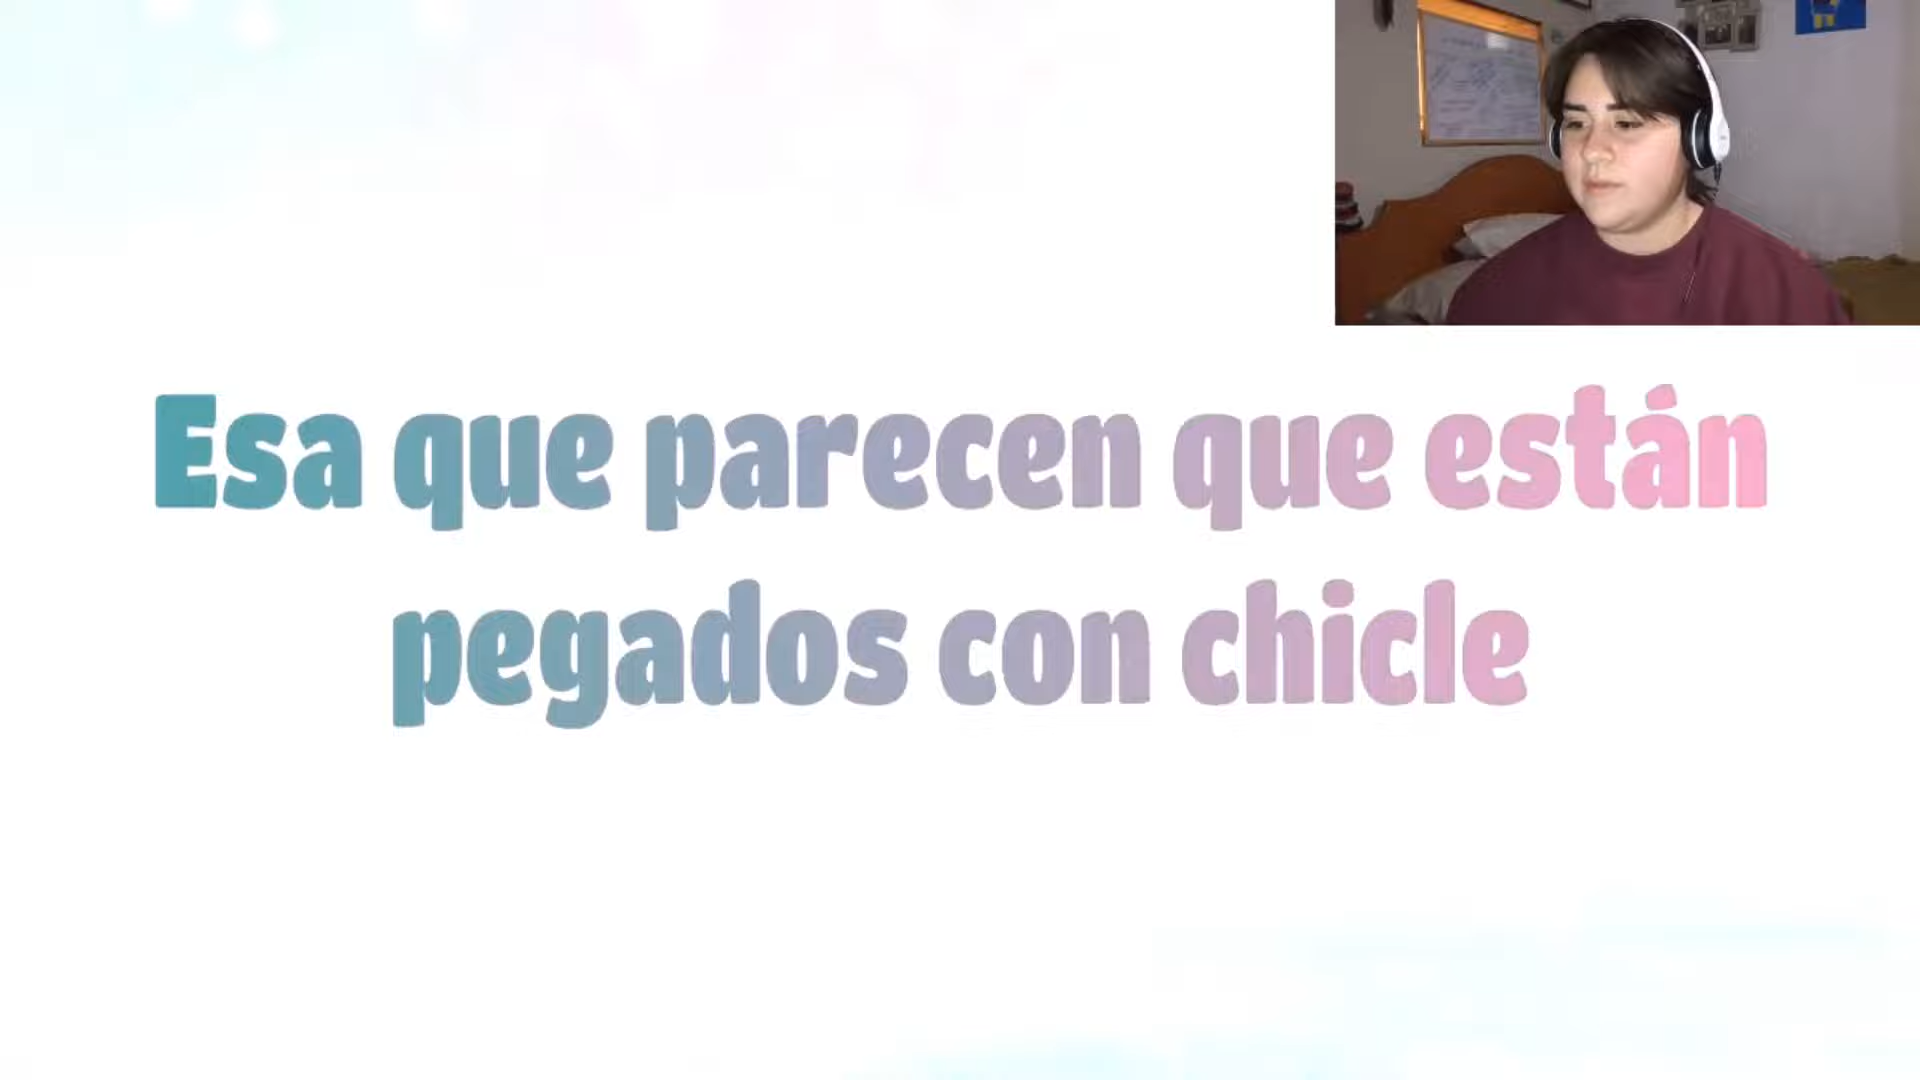 Esa que parecen que están
pegados con chicle